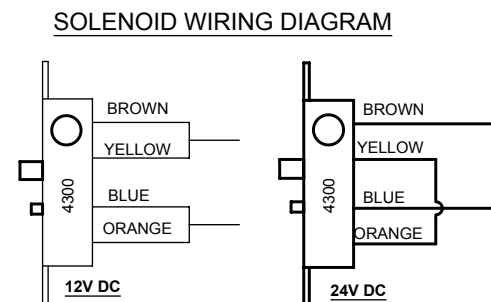 SOLENOID WIRING DIAGRAM
BROWN
YELLOW
BLUE
ORANGE
4300
12V DC
BROWN
YELLOW
BLUE
ORANGE
4300
24V DC